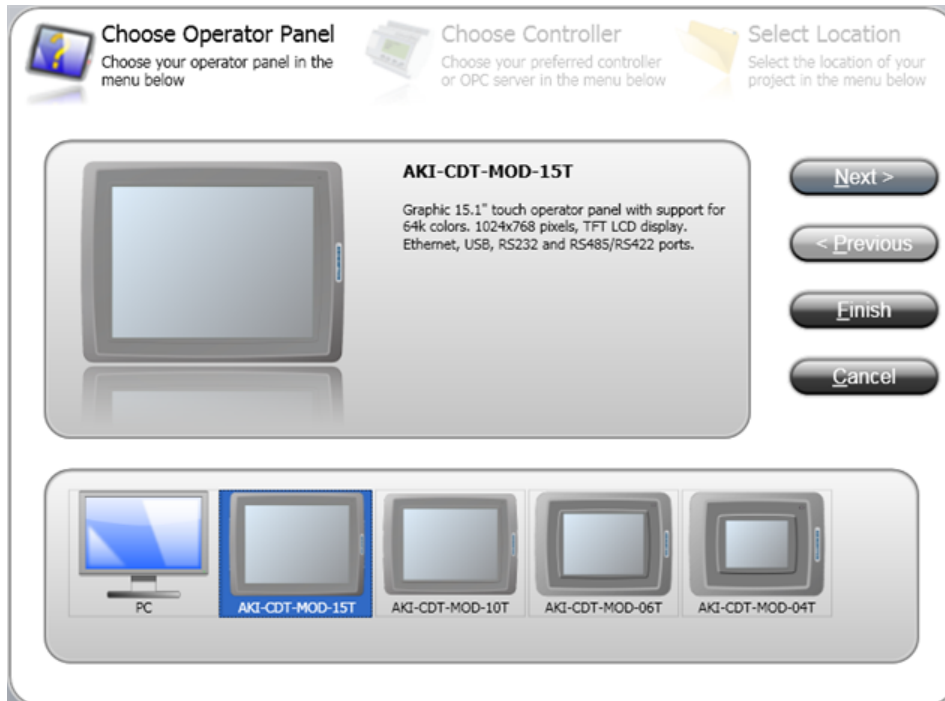 Choose Operator Panel
Choose your operator panel in the
menu below
Choose Controller
Choose your preferred controller
or OPC server in the menu below
Select Location
Select the location of your
project in the menu below
AKI-CDT-MOD-15T
Graphic 15.1" touch operator panel with support for
64k colors. 1024x768 pixels, TFT LCD display.
Ethernet, USB, RS232 and RS485/RS422 ports.
Next >
< Previous
Finish
Cancel
PC
AKI-CDT-MOD-15T
AKI-CDT-MOD-10T
AKI-CDT-MOD-06T
AKI-CDT-MOD-04T